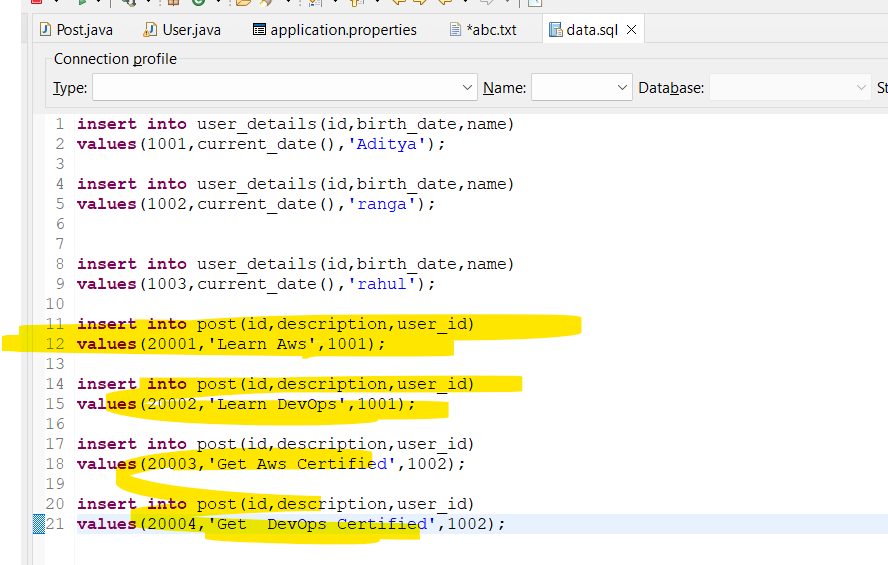 Post.java
User.java
application.properties
*abc.txt
data.sql
Connection profile
Type:
Name:
Database:
St
1 insert into user_details(id,birth_date,name)
2 values(1001,current_date(),'Aditya');
3
4 insert into user_details(id,birth_date,name)
5 values(1002,current_date(),'ranga');
6
7
8 insert into user_details(id,birth_date,name)
9 values(1003,current_date(),'rahul');
10
11 insert into post(id,description,user_id)
12 values(20001,'Learn Aws',1001);
13
14 insert into post(id,description,user_id)
15 values(20002,'Learn DevOps',1001);
16
17 insert into post(id,description,user_id)
18 values(20003,'Get Aws Certified',1002);
19
20 insert into post(id,description,user_id)
21 values(20004,'Get  DevOps Certified',1002);